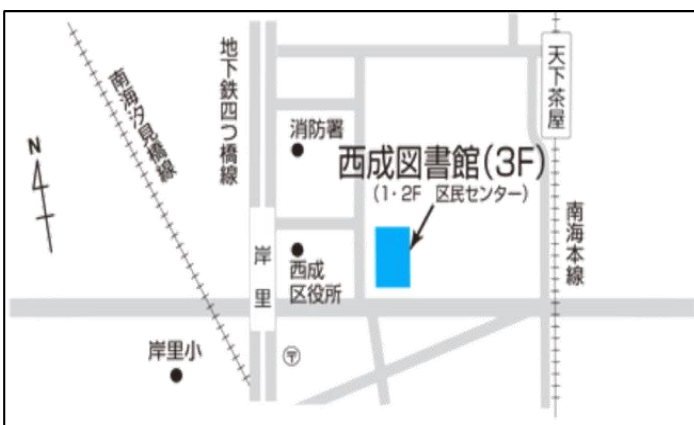 南海汐見橋線
地下鉄四つ橋線
天下茶屋
N
消防署
西成図書館(3F)
(1・2F 区民センター)
南海本線
岸里
西成
区役所
岸里小
〒